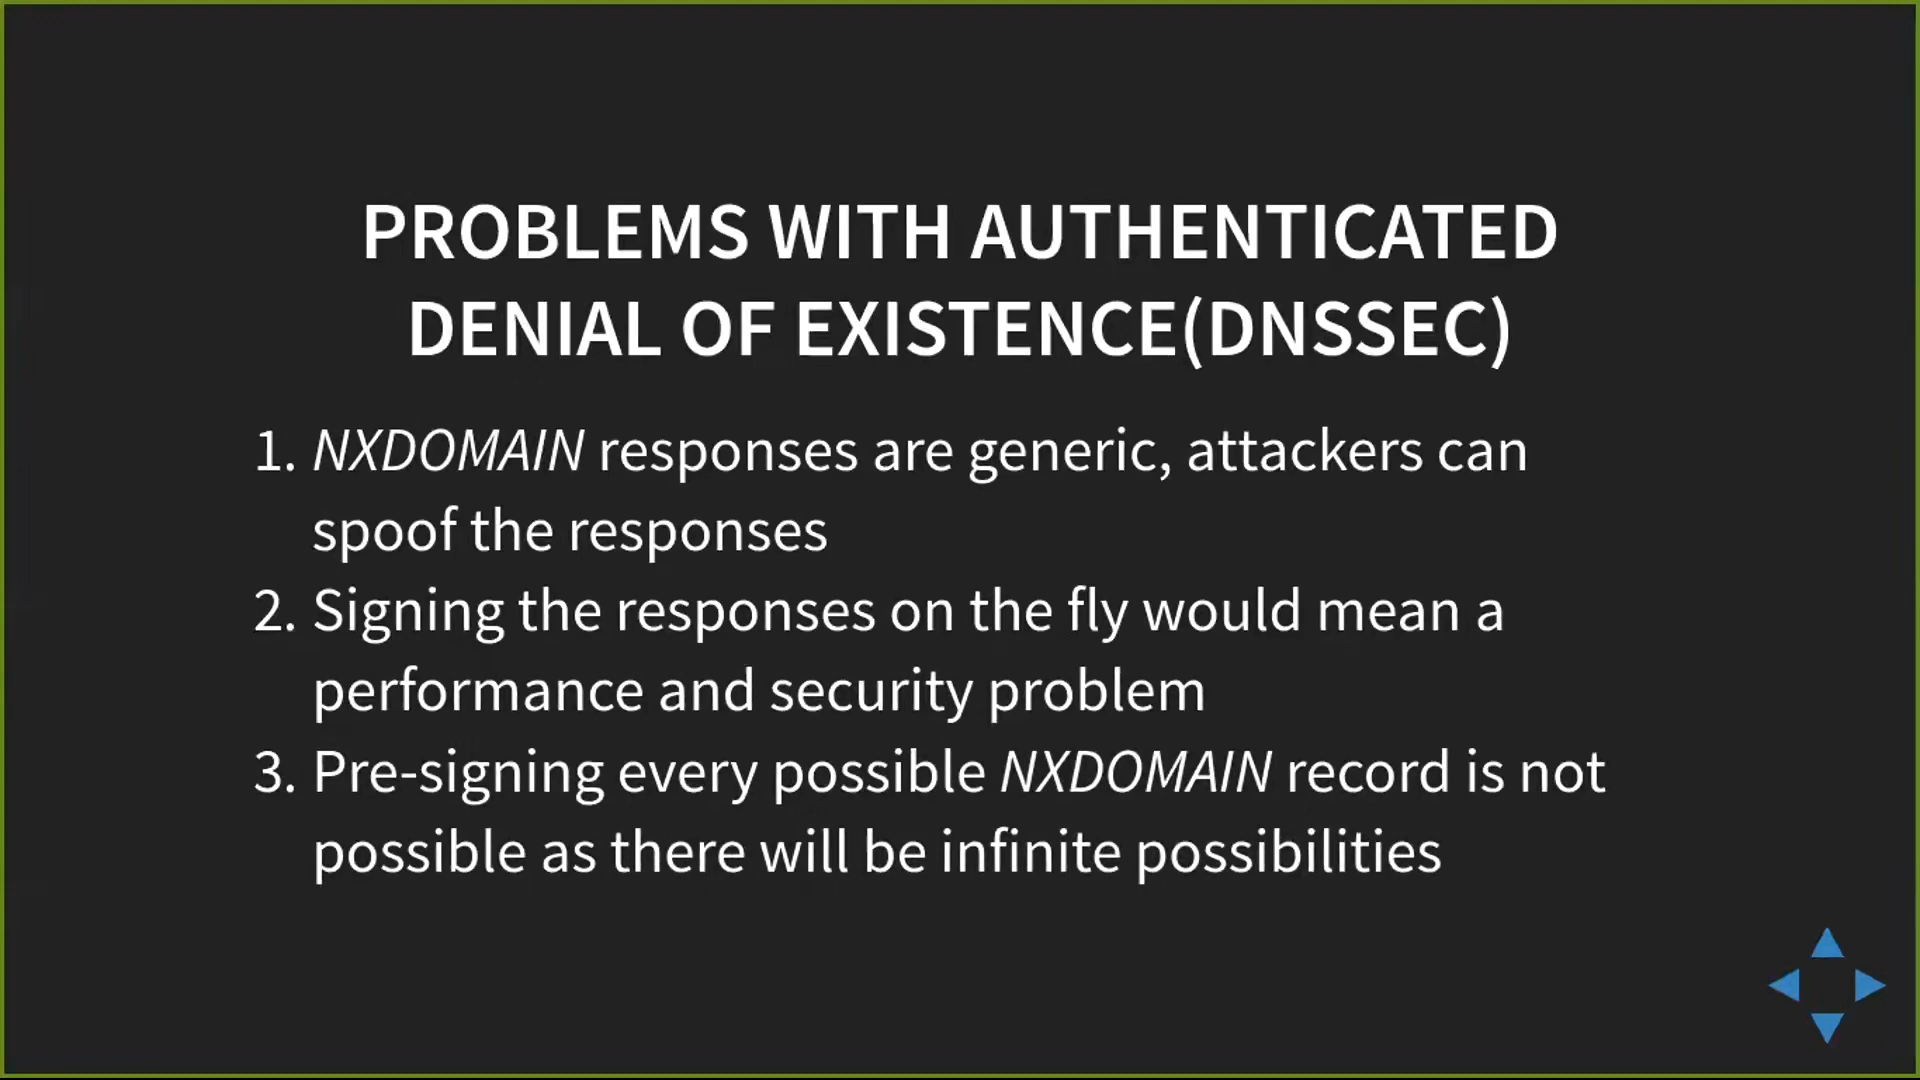 PROBLEMS WITH AUTHENTICATED
DENIAL OF EXISTENCE(DNSSEC)
1. NXDOMAIN responses are generic, attackers can
spoof the responses
2. Signing the responses on the fly would mean a
performance and security problem
3. Pre-signing every possible NXDOMAIN record is not
possible as there will be infinite possibilities